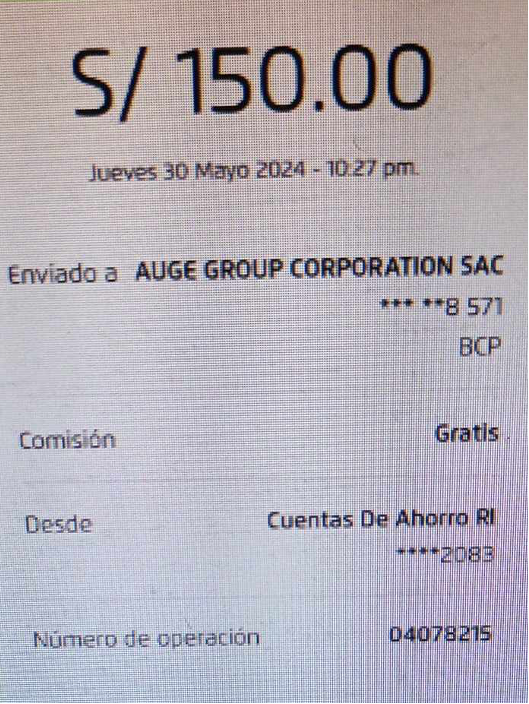 S/ 150.00
Jueves 30 Mayo 2024 - 10:27 pm.
Enviado a AUGE GROUP CORPORATION SAC
*** **8 571
BCP
Comisión Gratis
Desde Cuentas De Ahorro RI
****2083
Número de operación 04078215